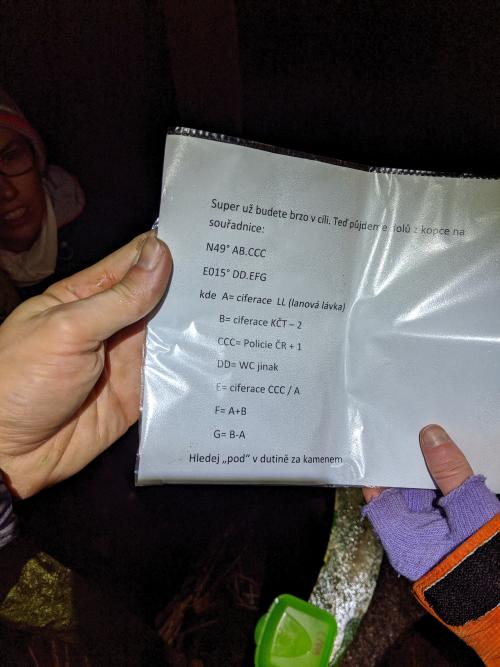 Super už budete brzo v cíli. Teď půjdeme dolů z kopce na
souřadnice:
N49° AB.CCC
E015° DD.EFG
kde A= ciferace LL (lanová lávka)
B= ciferace KČT – 2
CCC= Policie ČR + 1
DD= WC jinak
E= ciferace CCC / A
F= A+B
G= B-A
Hledej „pod“ v dutině za kamenem